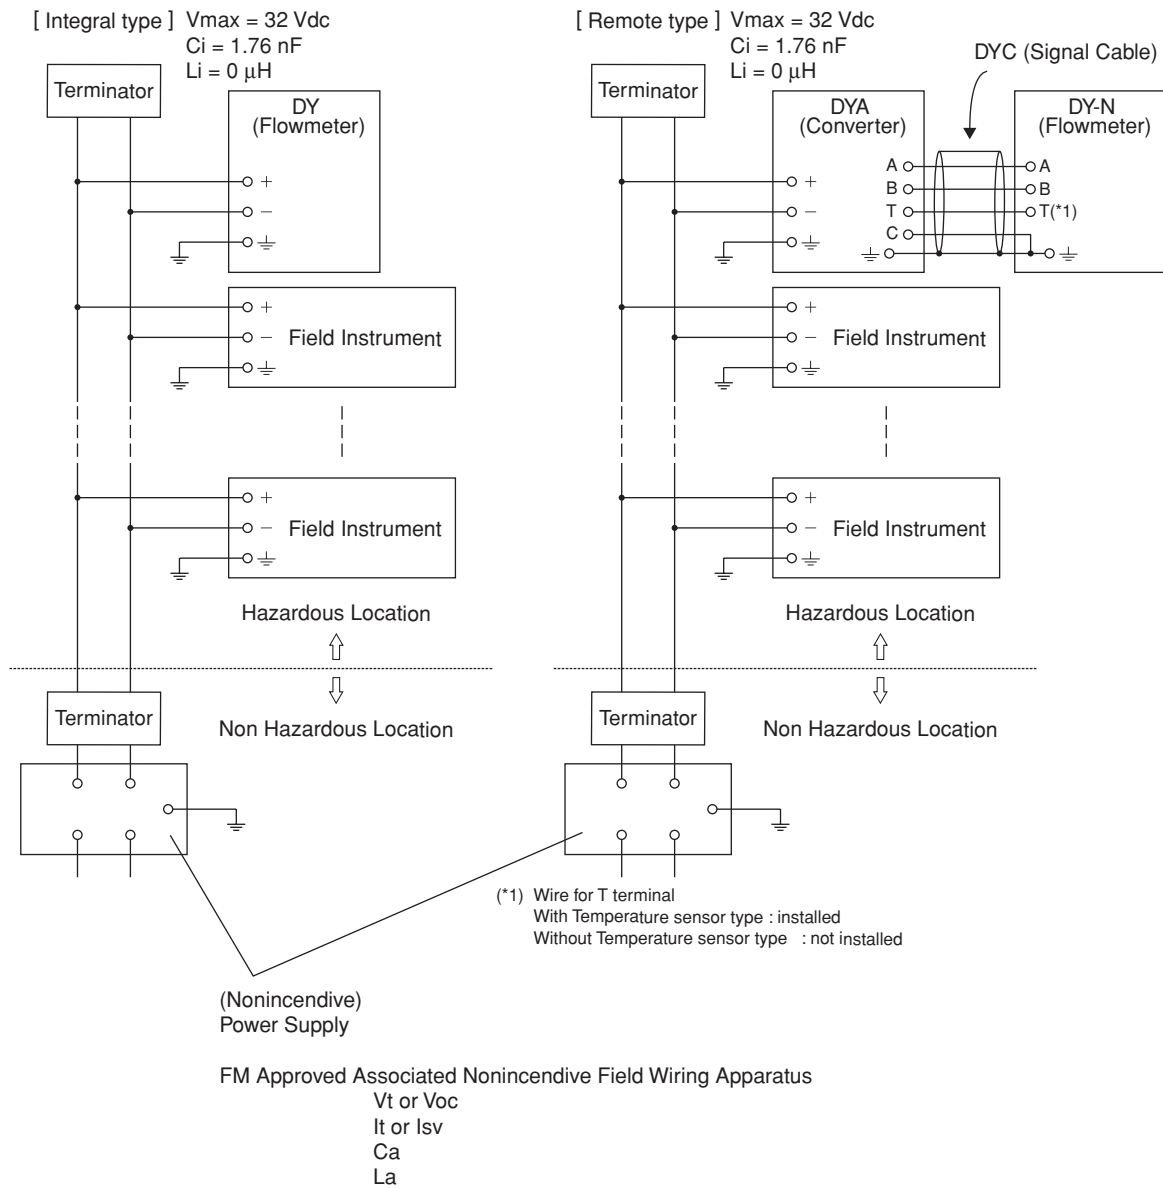 [ Integral type ] Vmax = 32 Vdc
Ci = 1.76 nF
Li = 0 μH
Terminator
DY
(Flowmeter)
+
−
+
−
Field Instrument
+
−
Field Instrument
Hazardous Location
Terminator
Non Hazardous Location
[ Remote type ] Vmax = 32 Vdc
Ci = 1.76 nF
Li = 0 μH
DYC (Signal Cable)
Terminator
DYA
(Converter)
DY-N
(Flowmeter)
A
A
B
B
T
T(*1)
C
+
−
+
−
Field Instrument
+
−
Field Instrument
Hazardous Location
Terminator
Non Hazardous Location
(*1) Wire for T terminal
With Temperature sensor type : installed
Without Temperature sensor type : not installed
(Nonincendive)
Power Supply
FM Approved Associated Nonincendive Field Wiring Apparatus
Vt or Voc
It or Isv
Ca
La